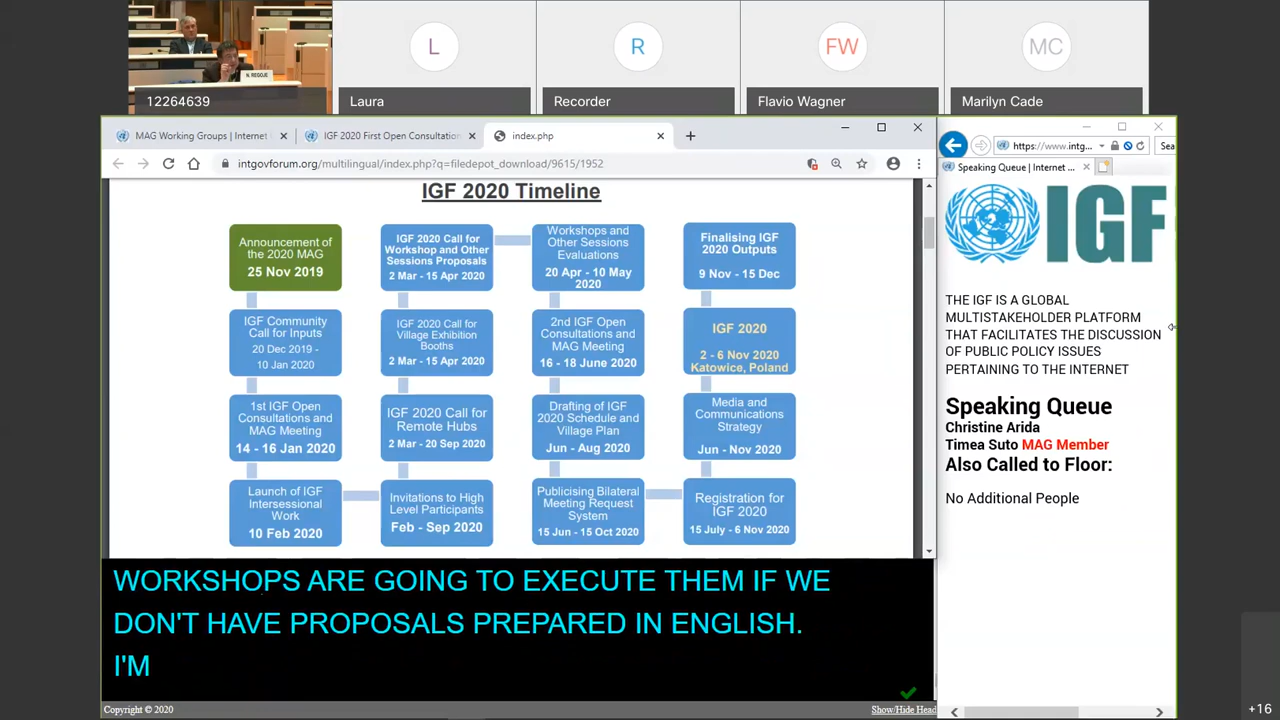 L
R
FW
MC
N. REGOJE
12264639
Laura
Recorder
Flavio Wagner
Marilyn Cade
MAG Working Groups | Internet
IGF 2020 First Open Consultation
index.php
intgovforum.org/multilingual/index.php?q=filedepot_download/9615/1952
IGF 2020 Timeline
Announcement of
the 2020 MAG
25 Nov 2019
IGF Community
Call for Inputs
20 Dec 2019 -
10 Jan 2020
1st IGF Open
Consultations and
MAG Meeting
14 - 16 Jan 2020
Launch of IGF
Intersessional
Work
10 Feb 2020
IGF 2020 Call for
Workshop and Other
Sessions Proposals
2 Mar - 15 Apr 2020
IGF 2020 Call for
Village Exhibition
Booths
2 Mar - 15 Apr 2020
IGF 2020 Call for
Remote Hubs
2 Mar - 20 Sep 2020
Invitations to High
Level Participants
Feb - Sep 2020
Workshops and
Other Sessions
Evaluations
20 Apr - 10 May
2020
2nd IGF Open
Consultations and
MAG Meeting
16 - 18 June 2020
Drafting of IGF
2020 Schedule and
Village Plan
Jun - Aug 2020
Publicising Bilateral
Meeting Request
System
15 Jun - 15 Oct 2020
Finalising IGF
2020 Outputs
9 Nov - 15 Dec
IGF 2020
2 - 6 Nov 2020
Katowice, Poland
Media and
Communications
Strategy
Jun - Nov 2020
Registration for
IGF 2020
15 July - 6 Nov 2020
WORKSHOPS ARE GOING TO EXECUTE THEM IF WE
DON'T HAVE PROPOSALS PREPARED IN ENGLISH.
I'M
Copyright © 2020
Show/Hide Head
https://www.intg...
Sea
Speaking Queue | Internet ...
IGF
THE IGF IS A GLOBAL
MULTISTAKEHOLDER PLATFORM
THAT FACILITATES THE DISCUSSION
OF PUBLIC POLICY ISSUES
PERTAINING TO THE INTERNET
Speaking Queue
Christine Arida
Timea Suto MAG Member
Also Called to Floor:
No Additional People
+16